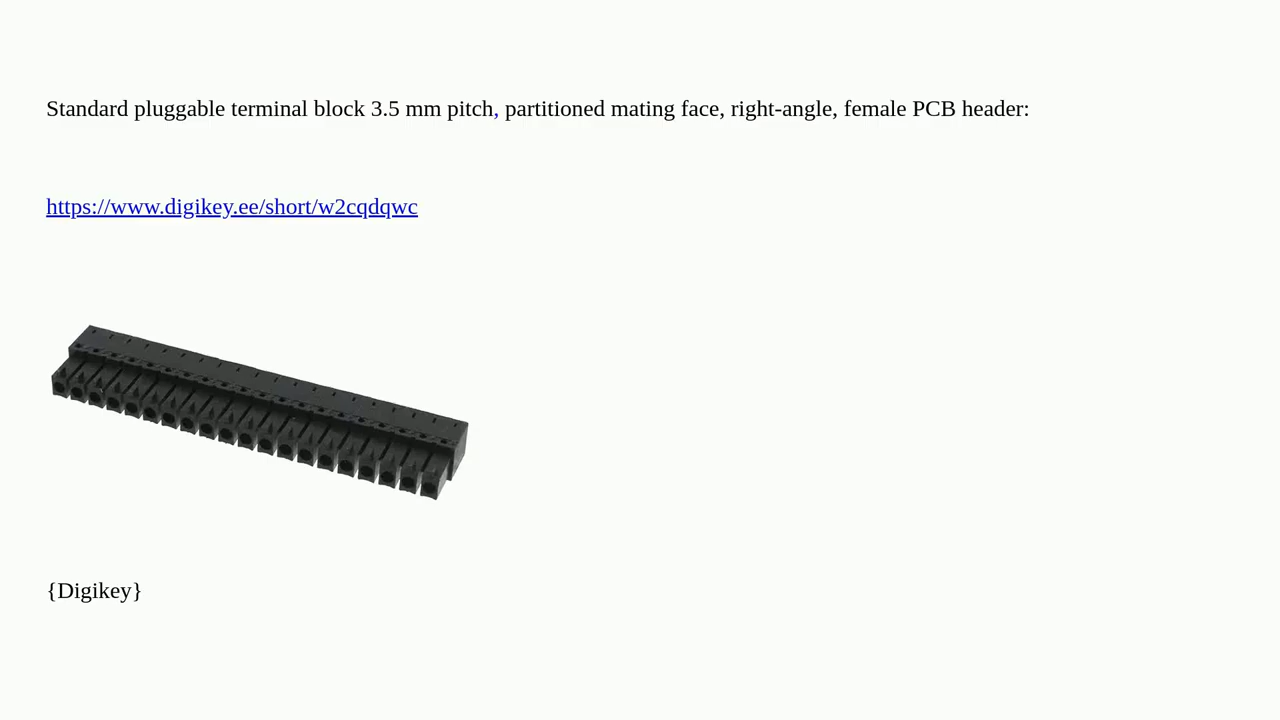 Standard pluggable terminal block 3.5 mm pitch, partitioned mating face, right-angle, female PCB header:
https://www.digikey.ee/short/w2cqdqwc
{Digikey}